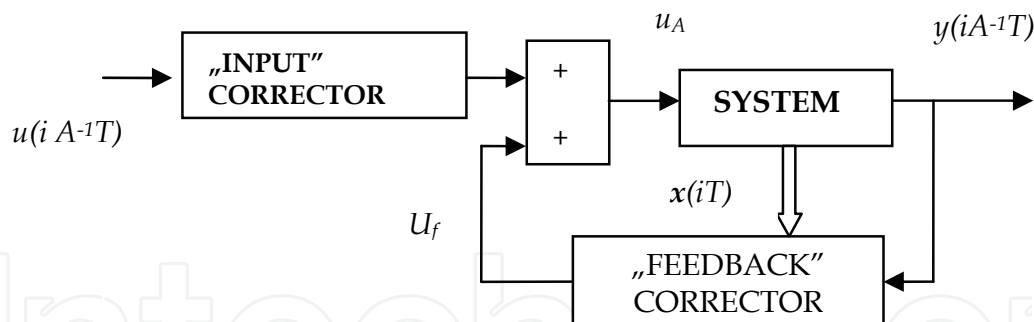 u_A
y(iA⁻¹T)
„INPUT”
CORRECTOR
+
SYSTEM
u(i A⁻¹T)
+
x(iT)
U_f
„FEEDBACK”
CORRECTOR